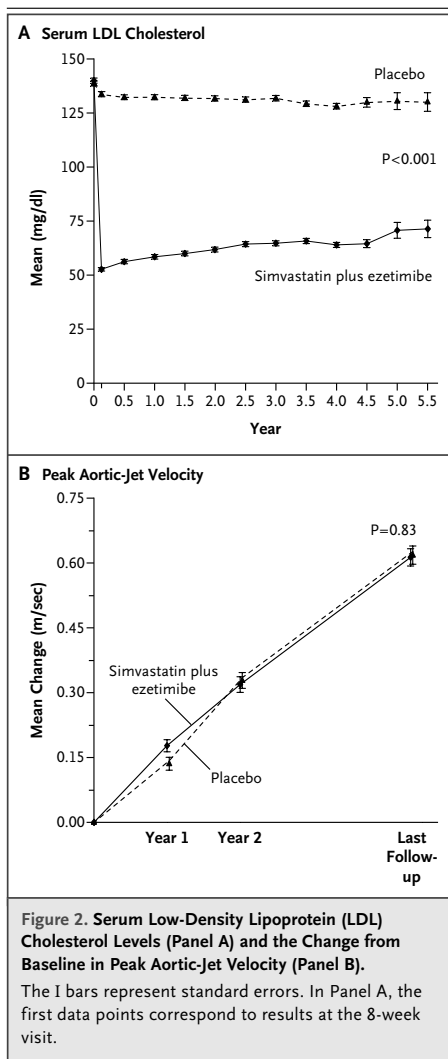 A Serum LDL Cholesterol
150
125
100
75
50
25
0
Mean (mg/dl)
Placebo
P<0.001
Simvastatin plus ezetimibe
0 0.5 1.0 1.5 2.0 2.5 3.0 3.5 4.0 4.5 5.0 5.5
Year
B Peak Aortic-Jet Velocity
0.75
0.60
0.45
0.30
0.15
0.00
Mean Change (m/sec)
P=0.83
Simvastatin plus
ezetimibe
Placebo
Year 1 Year 2 Last
Follow-
up
Figure 2. Serum Low-Density Lipoprotein (LDL)
Cholesterol Levels (Panel A) and the Change from
Baseline in Peak Aortic-Jet Velocity (Panel B).
The I bars represent standard errors. In Panel A, the
first data points correspond to results at the 8-week
visit.